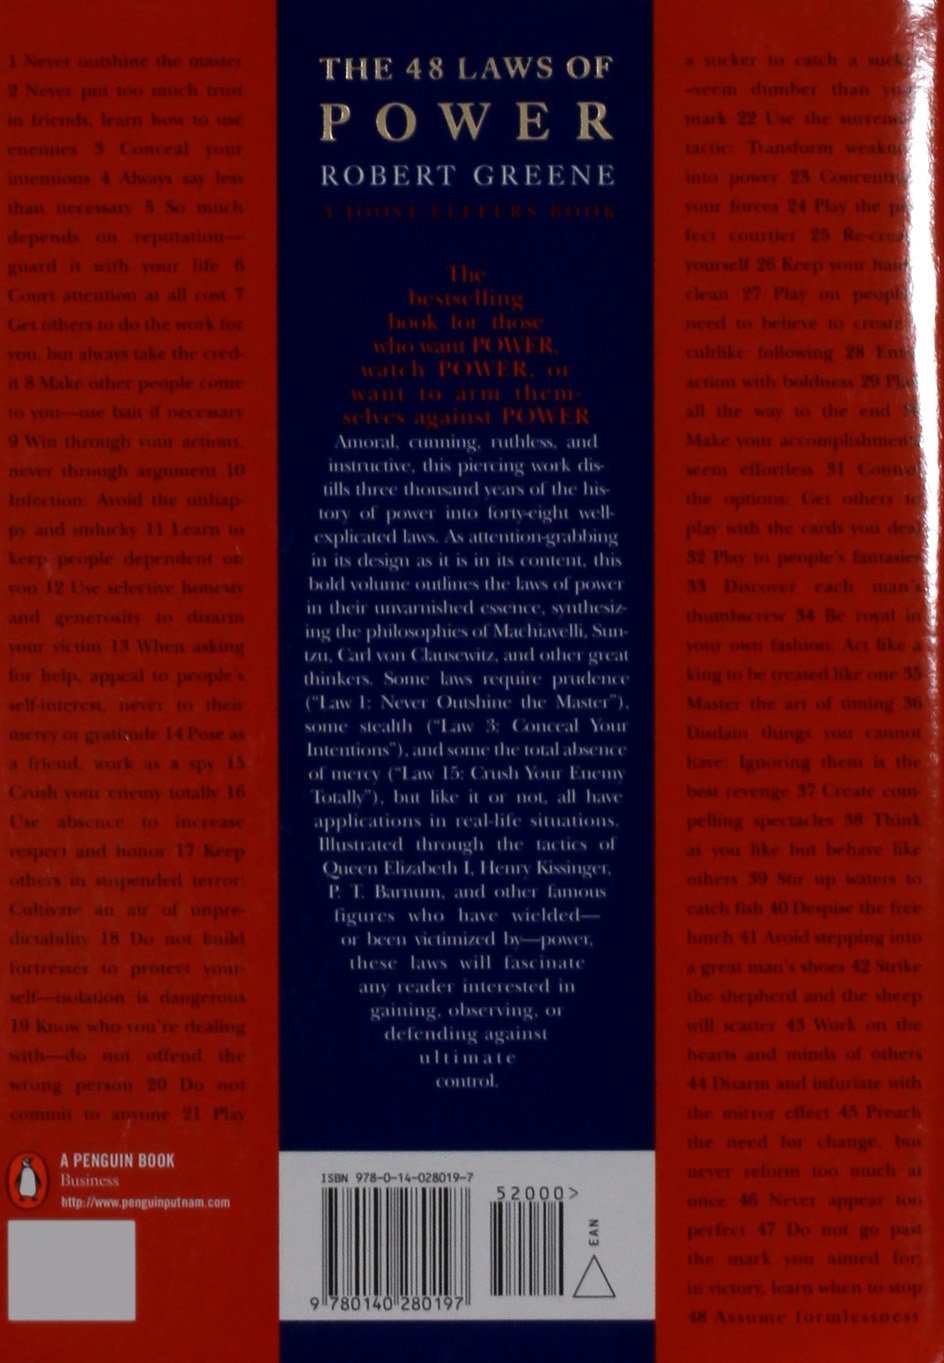 1 Never outshine the master
2 Never put too much trust
in friends, learn how to use
enemies 3 Conceal your
intentions 4 Always say less
than necessary 5 So much
depends on reputation—
guard it with your life 6
Court attention at all cost 7
Get others to do the work for
you, but always take the cred-
it 8 Make other people come
to you—use bait if necessary
9 Win through your actions,
never through argument 10
Infection: Avoid the unhap-
py and unlucky 11 Learn to
keep people dependent on
you 12 Use selective honesty
and generosity to disarm
your victim 13 When asking
for help, appeal to people's
self-interest, never to their
mercy or gratitude 14 Pose as
a friend, work as a spy 15
Crush your enemy totally 16
Use absence to increase
respect and honor 17 Keep
others in suspended terror:
Cultivate an air of unpre-
dictability 18 Do not build
fortresses to protect your-
self—isolation is dangerous
19 Know who you're dealing
with—do not offend the
wrong person 20 Do not
commit to anyone 21 Play
A PENGUIN BOOK
Business
http://www.penguinputnam.com
THE 48 LAWS OF
POWER
ROBERT GREENE
A JOOST ELFFERS BOOK
The
bestselling
book for those
who want POWER,
watch POWER, or
want to arm them-
selves against POWER
Amoral, cunning, ruthless, and
instructive, this piercing work dis-
tills three thousand years of the his-
tory of power into forty-eight well-
explicated laws. As attention-grabbing
in its design as it is in its content, this
bold volume outlines the laws of power
in their unvarnished essence, synthesiz-
ing the philosophies of Machiavelli, Sun-
tzu, Carl von Clausewitz, and other great
thinkers. Some laws require prudence
("Law 1: Never Outshine the Master"),
some stealth ("Law 3: Conceal Your
Intentions"), and some the total absence
of mercy ("Law 15: Crush Your Enemy
Totally"), but like it or not, all have
applications in real-life situations.
Illustrated through the tactics of
Queen Elizabeth I, Henry Kissinger,
P. T. Barnum, and other famous
figures who have wielded—
or been victimized by—power,
these laws will fascinate
any reader interested in
gaining, observing, or
defending against
ultimate
control.
ISBN 978-0-14-028019-7
52000>
EAN
9 780140 280197
a sucker to catch a sucker
-seem dumber than your
mark 22 Use the surrender
tactic: Transform weakness
into power 23 Concentrate
your forces 24 Play the per-
fect courtier 25 Re-create
yourself 26 Keep your hands
clean 27 Play on people's
need to believe to create a
cultlike following 28 Enter
action with boldness 29 Plan
all the way to the end 30
Make your accomplishments
seem effortless 31 Control
the options: Get others to
play with the cards you deal
32 Play to people's fantasies
33 Discover each man's
thumbscrew 34 Be royal in
your own fashion: Act like a
king to be treated like one 35
Master the art of timing 36
Disdain things you cannot
have: Ignoring them is the
best revenge 37 Create com-
pelling spectacles 38 Think
as you like but behave like
others 39 Stir up waters to
catch fish 40 Despise the free
lunch 41 Avoid stepping into
a great man's shoes 42 Strike
the shepherd and the sheep
will scatter 43 Work on the
hearts and minds of others
44 Disarm and infuriate with
the mirror effect 45 Preach
the need for change, but
never reform too much at
once 46 Never appear too
perfect 47 Do not go past
the mark you aimed for;
in victory, learn when to stop
48 Assume formlessness